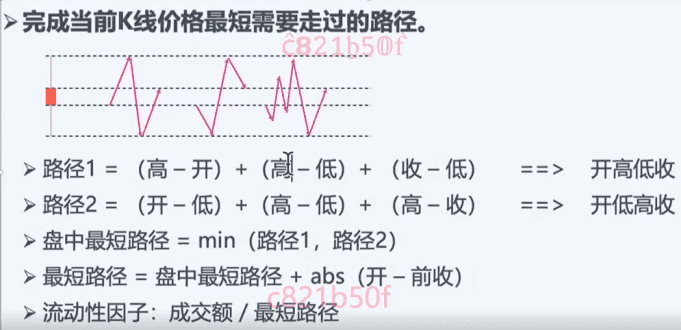 ➤完成当前K线价格最短需要走过的路径。
c821b50f
➤ 路径1 = （高 – 开）+（高 – 低）+ （收 – 低） ==> 开高低收
➤ 路径2 = （开 – 低）+（高 – 低）+ （高 – 收） ==> 开低高收
➤ 盘中最短路径 = min（路径1，路径2）
➤ 最短路径 = 盘中最短路径 + abs（开 – 前收）
c821b50f
➤ 流动性因子：成交额 / 最短路径